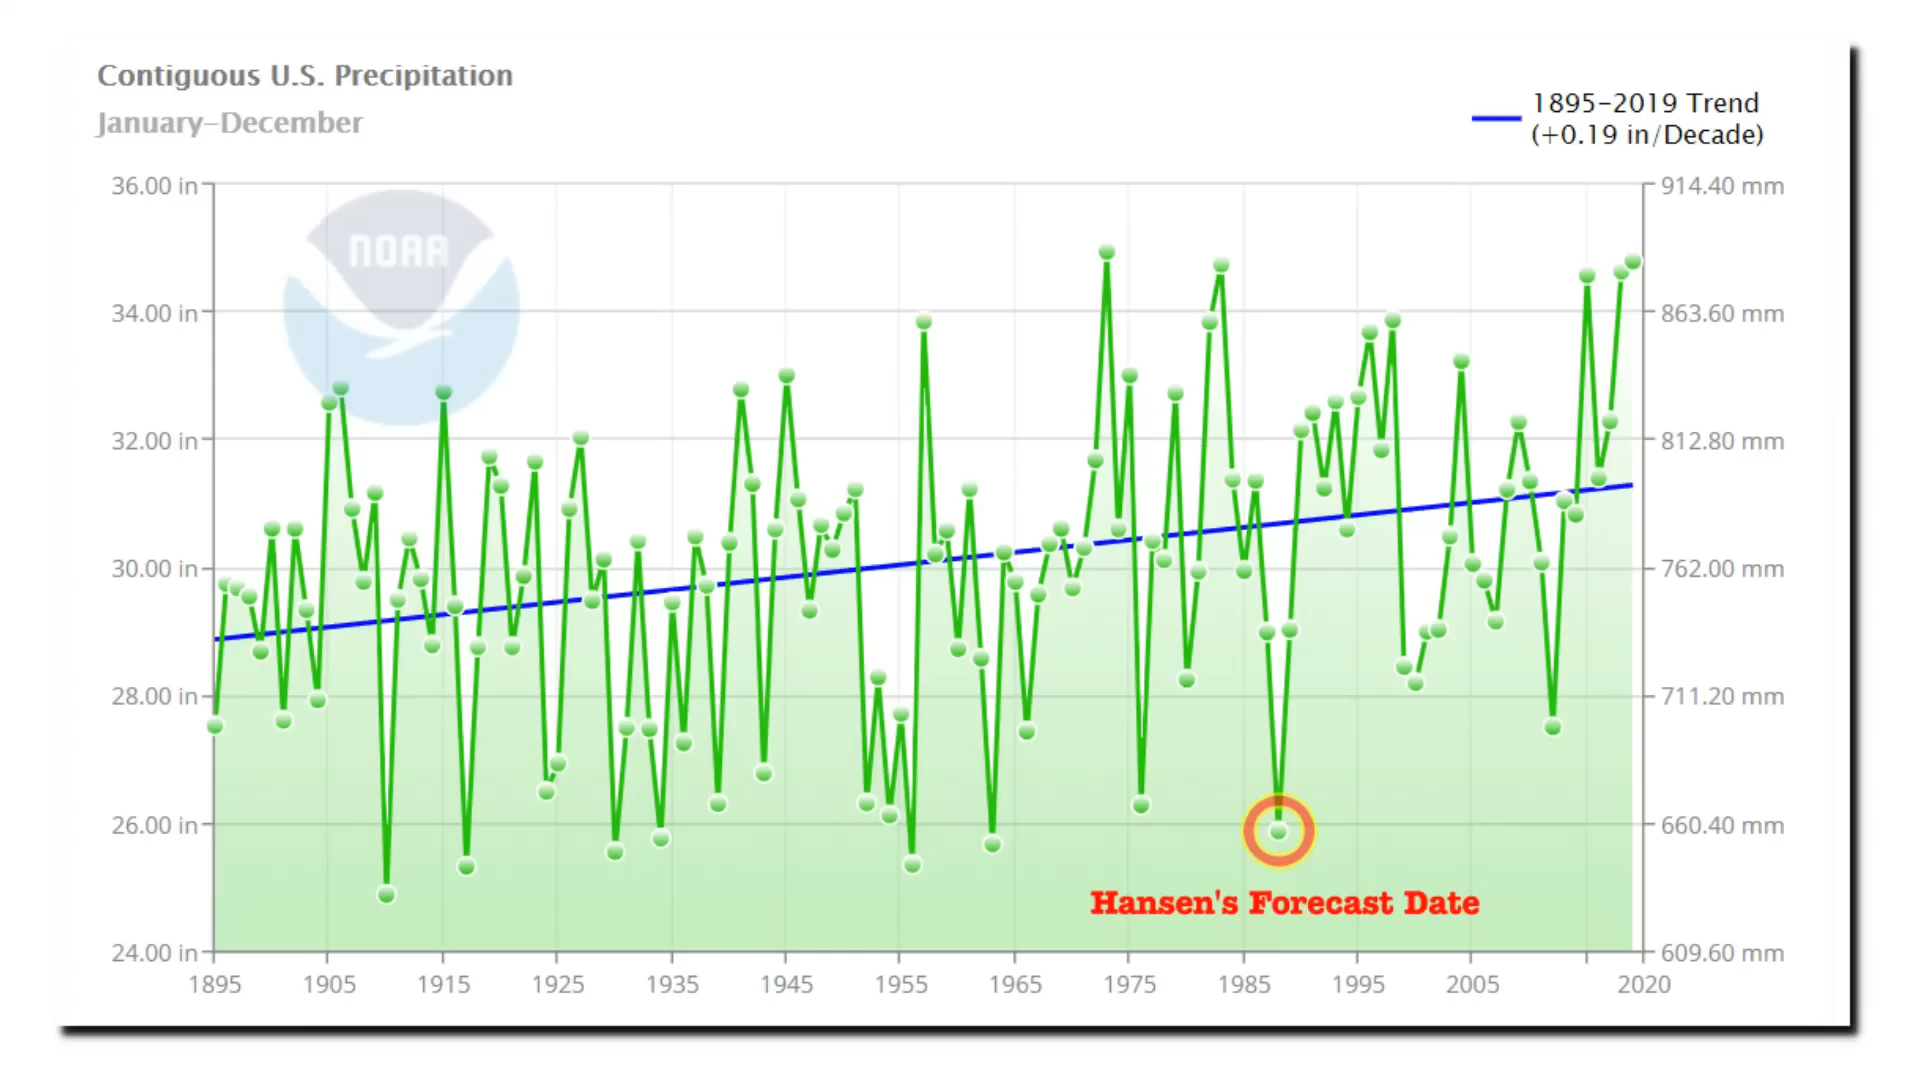 Contiguous U.S. Precipitation
January–December
1895–2019 Trend
(+0.19 in/Decade)
NOAA
36.00 in
34.00 in
32.00 in
30.00 in
28.00 in
26.00 in
24.00 in
914.40 mm
863.60 mm
812.80 mm
762.00 mm
711.20 mm
660.40 mm
609.60 mm
Hansen's Forecast Date
1895 1905 1915 1925 1935 1945 1955 1965 1975 1985 1995 2005 2020